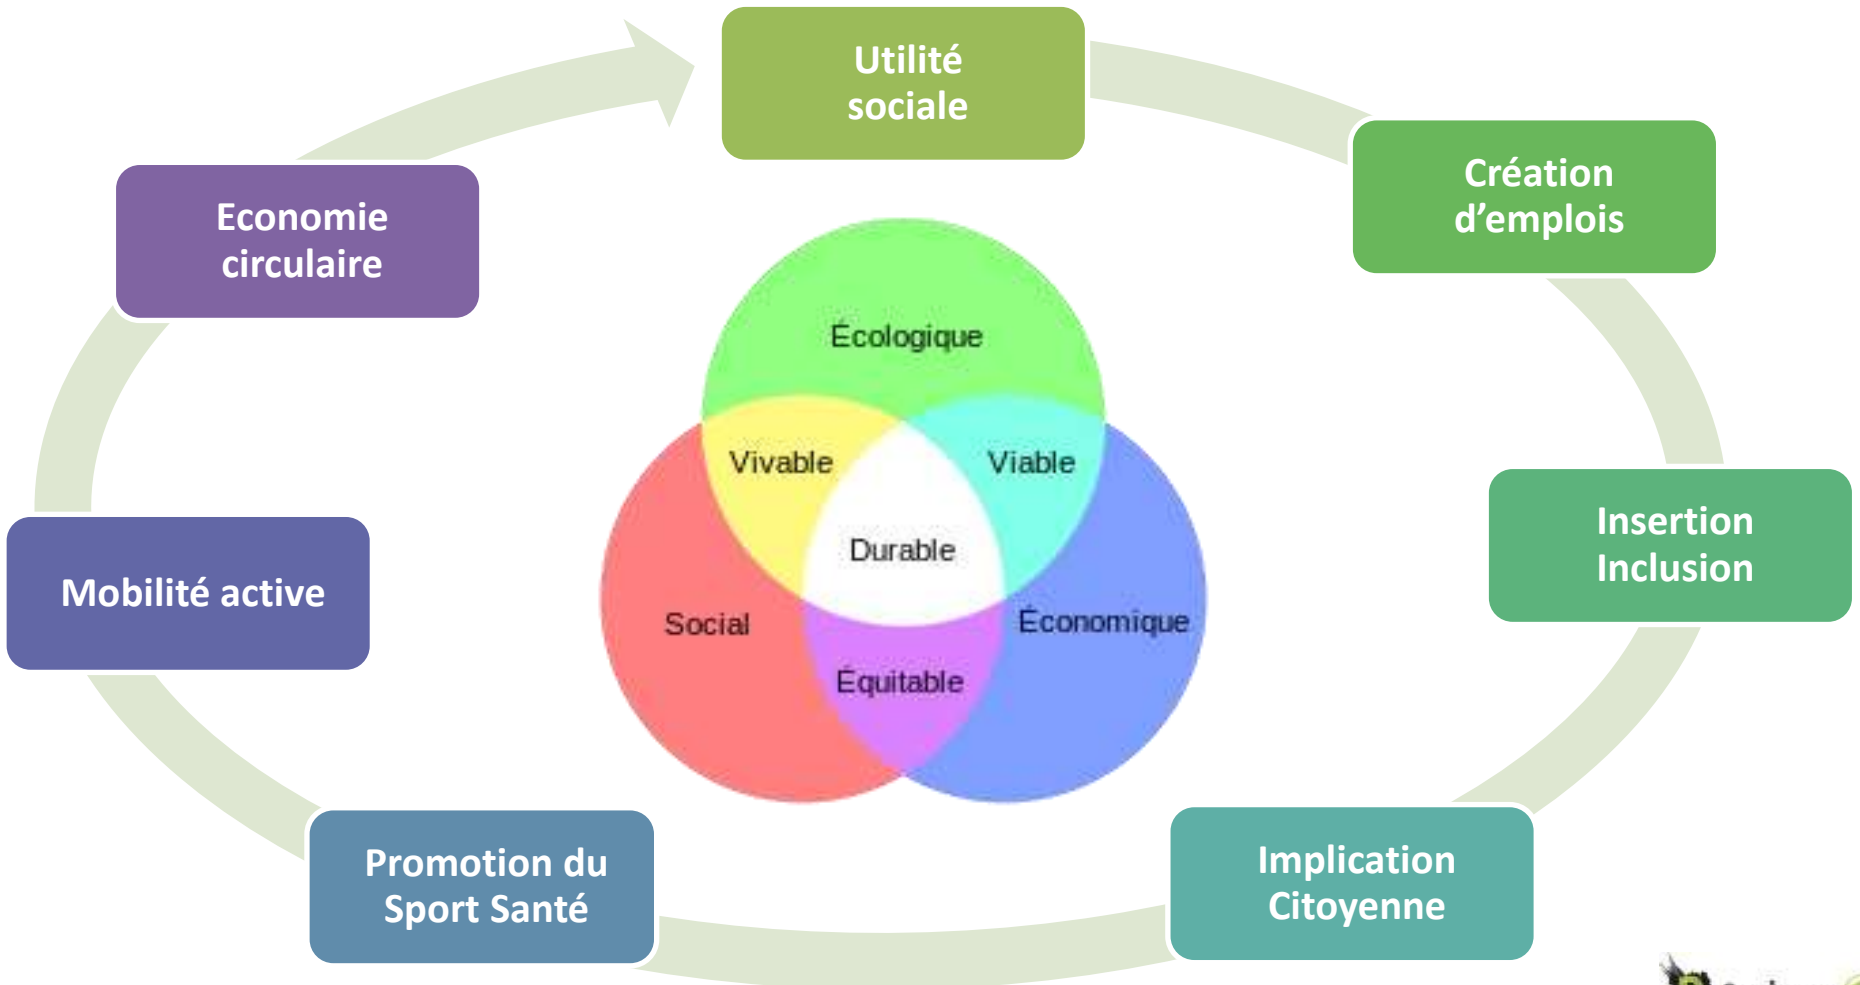 Utilité
sociale
Création
d’emplois
Economie
circulaire
Écologique
Vivable
Viable
Durable
Insertion
Inclusion
Mobilité active
Social
Économique
Équitable
Promotion du
Sport Santé
Implication
Citoyenne